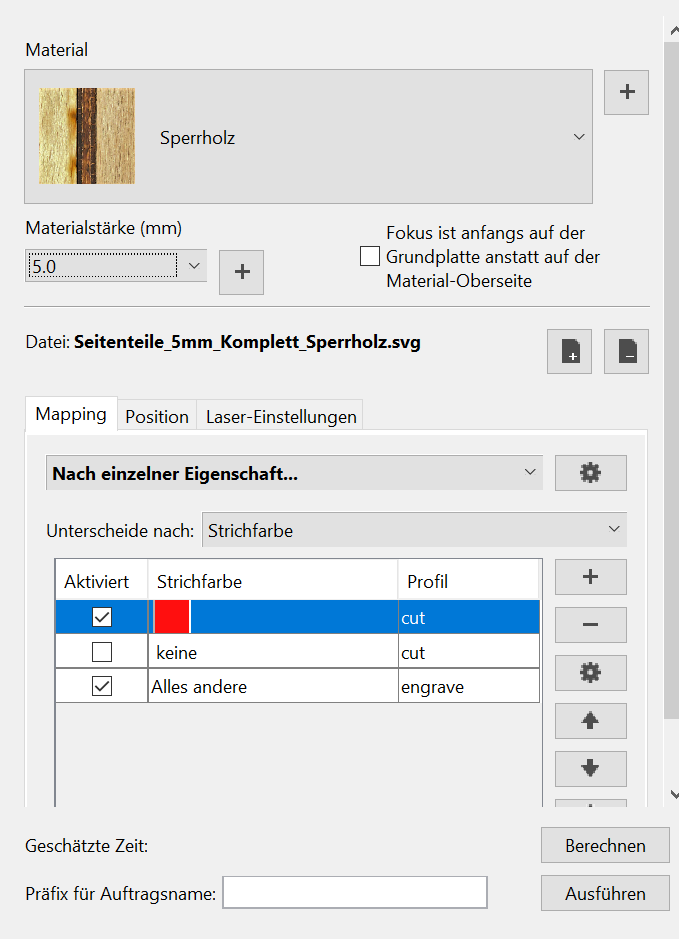 Material
Sperrholz
Materialstärke (mm)
5.0
Fokus ist anfangs auf der
Grundplatte anstatt auf der
Material-Oberseite
Datei: Seitenteile_5mm_Komplett_Sperrholz.svg
Mapping Position Laser-Einstellungen
Nach einzelner Eigenschaft...
Unterscheide nach: Strichfarbe
Aktiviert Strichfarbe Profil
cut
keine cut
Alles andere engrave
Geschätzte Zeit: Berechnen
Präfix für Auftragsname: Ausführen